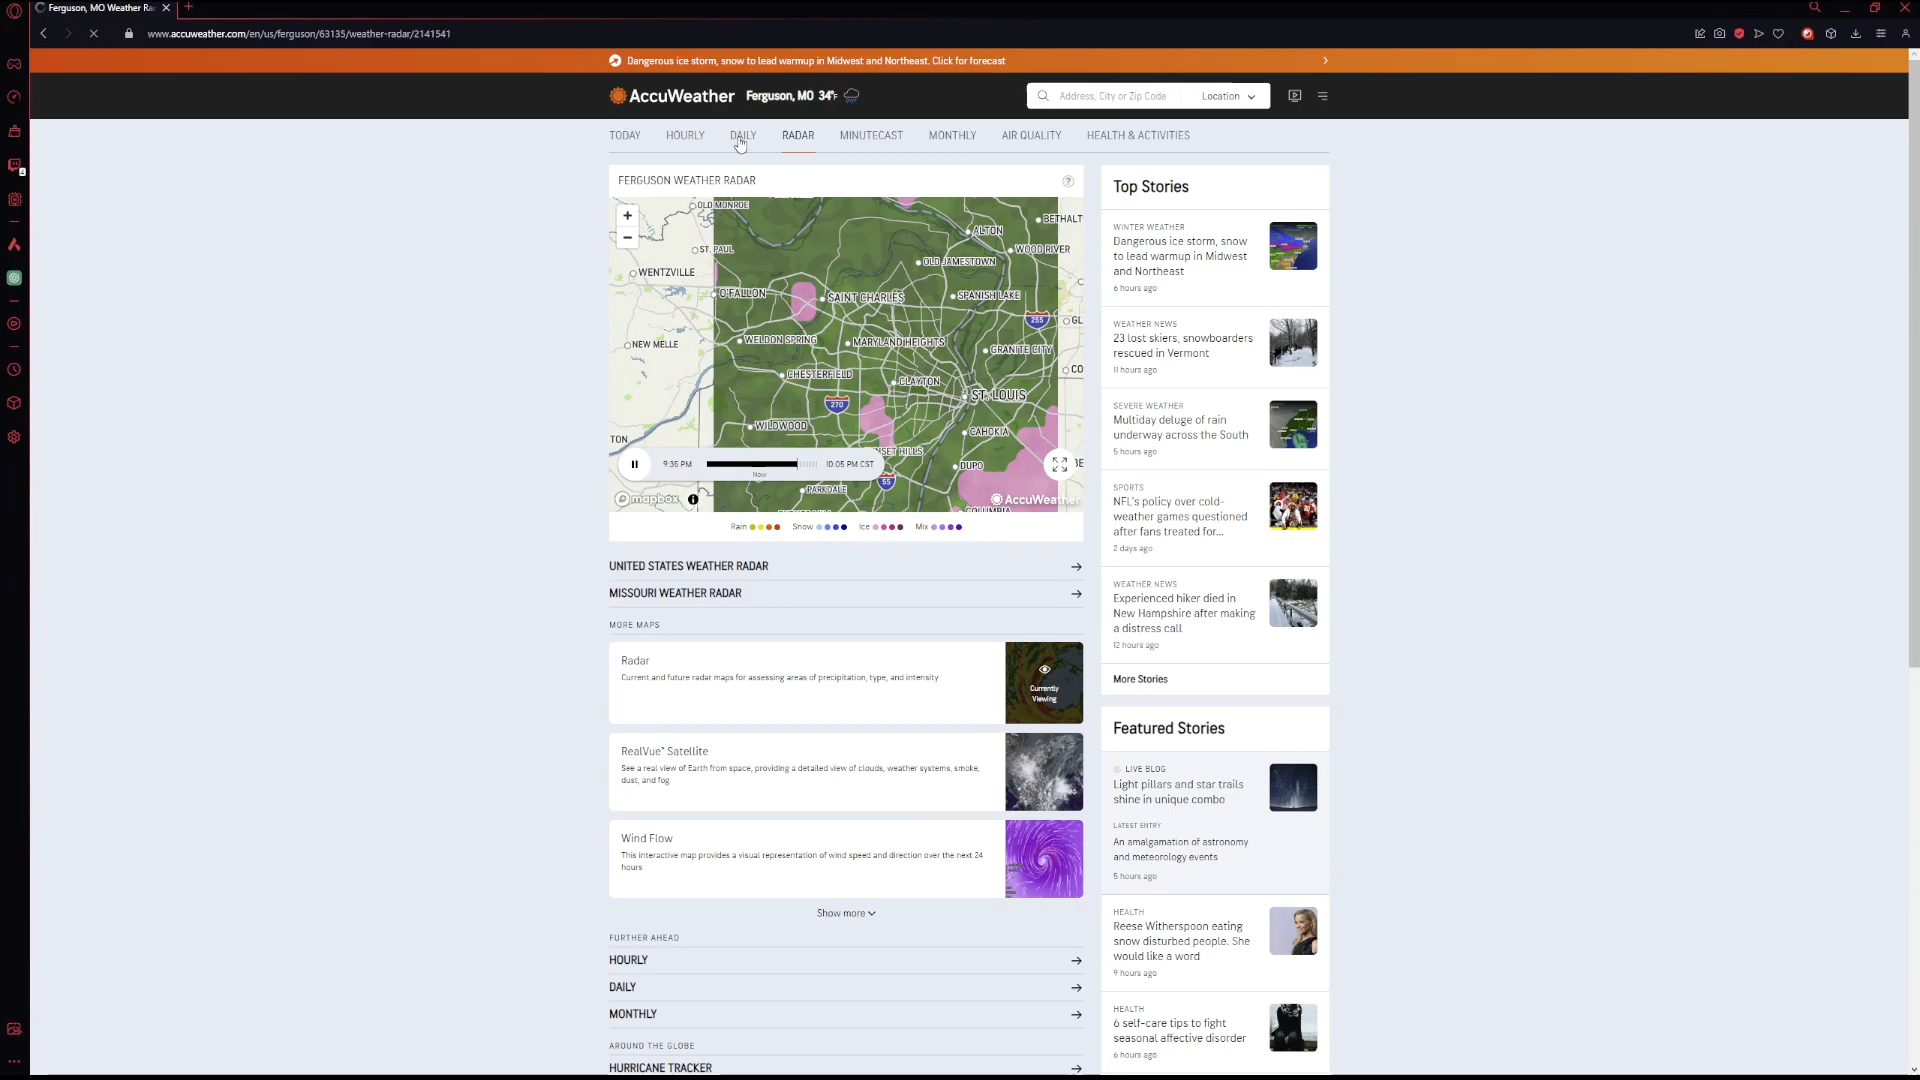 Ferguson, MO Weather Ra
www.accuweather.com/en/us/ferguson/63135/weather-radar/2141541
Dangerous ice storm, snow to lead warmup in Midwest and Northeast. Click for forecast
AccuWeather Ferguson, MO 34°F
Address, City or Zip Code Location
TODAY HOURLY DAILY RADAR MINUTECAST MONTHLY AIR QUALITY HEALTH & ACTIVITIES
FERGUSON WEATHER RADAR ?
+
−
OLD MONROE
BETHALT
ALTON
ST. PAUL
WOOD RIVER
OLD JAMESTOWN
WENTZVILLE
O'FALLON
SAINT CHARLES
SPANISH LAKE
255
GL
WELDON SPRING
MARYLAND HEIGHTS
NEW MELLE
GRANITE CITY
CHESTERFIELD
CLAYTON
CO
ST. LOUIS
270
WILDWOOD
CAHOKIA
TON
NSET HILLS
DUPO
BE
9:35 PM 10:05 PM CST
Now
55
PARKDALE
mapbox
AccuWeather
COLUMBIA
Rain Snow Ice Mix
UNITED STATES WEATHER RADAR
MISSOURI WEATHER RADAR
MORE MAPS
Radar
Current and future radar maps for assessing areas of precipitation, type, and intensity
Currently
Viewing
RealVue™ Satellite
See a real view of Earth from space, providing a detailed view of clouds, weather systems, smoke,
dust, and fog
Wind Flow
This interactive map provides a visual representation of wind speed and direction over the next 24
hours
Show more
FURTHER AHEAD
HOURLY
DAILY
MONTHLY
AROUND THE GLOBE
HURRICANE TRACKER
Top Stories
WINTER WEATHER
Dangerous ice storm, snow
to lead warmup in Midwest
and Northeast
6 hours ago
WEATHER NEWS
23 lost skiers, snowboarders
rescued in Vermont
11 hours ago
SEVERE WEATHER
Multiday deluge of rain
underway across the South
5 hours ago
SPORTS
NFL's policy over cold-
weather games questioned
after fans treated for...
2 days ago
WEATHER NEWS
Experienced hiker died in
New Hampshire after making
a distress call
12 hours ago
More Stories
Featured Stories
LIVE BLOG
Light pillars and star trails
shine in unique combo
LATEST ENTRY
An amalgamation of astronomy
and meteorology events
5 hours ago
HEALTH
Reese Witherspoon eating
snow disturbed people. She
would like a word
9 hours ago
HEALTH
6 self-care tips to fight
seasonal affective disorder
6 hours ago